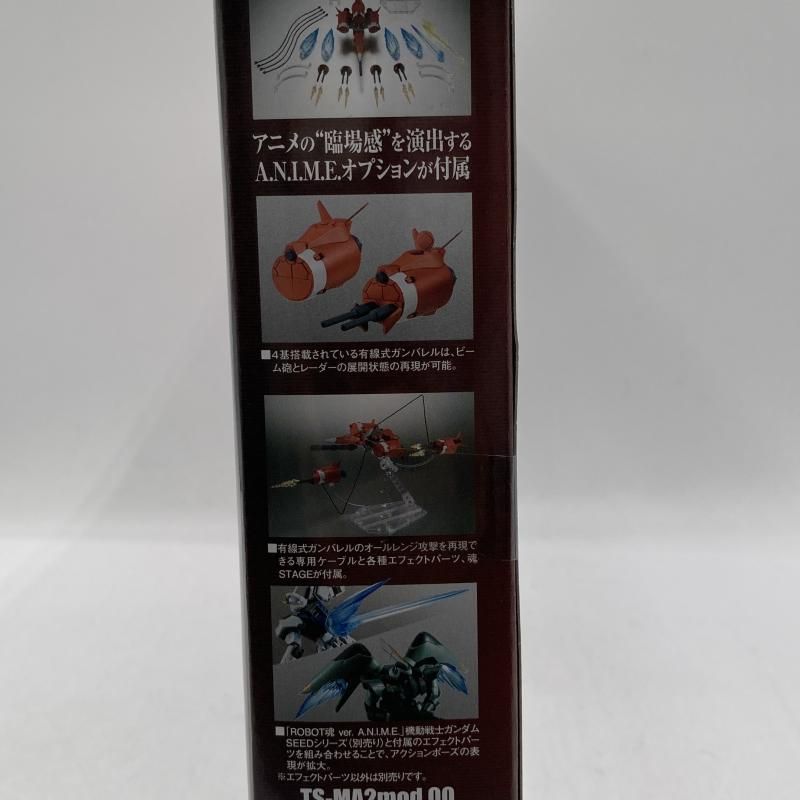 アニメの“臨場感”を演出する
A.N.I.M.E.オプションが付属
■4基搭載されている有線式ガンバレルは、ビー
ム砲とレーダーの展開状態の再現が可能。
■有線式ガンバレルのオールレンジ攻撃を再現で
きる専用ケーブルと各種エフェクトパーツ、魂
STAGEが付属。
■「ROBOT魂 ver. A.N.I.M.E.」機動戦士ガンダム
SEEDシリーズ（別売り）と付属のエフェクトパー
ツを組み合わせることで、アクションポーズの表
現が拡大。
※エフェクトパーツ以外は別売りです。
TS-MA2mod.00